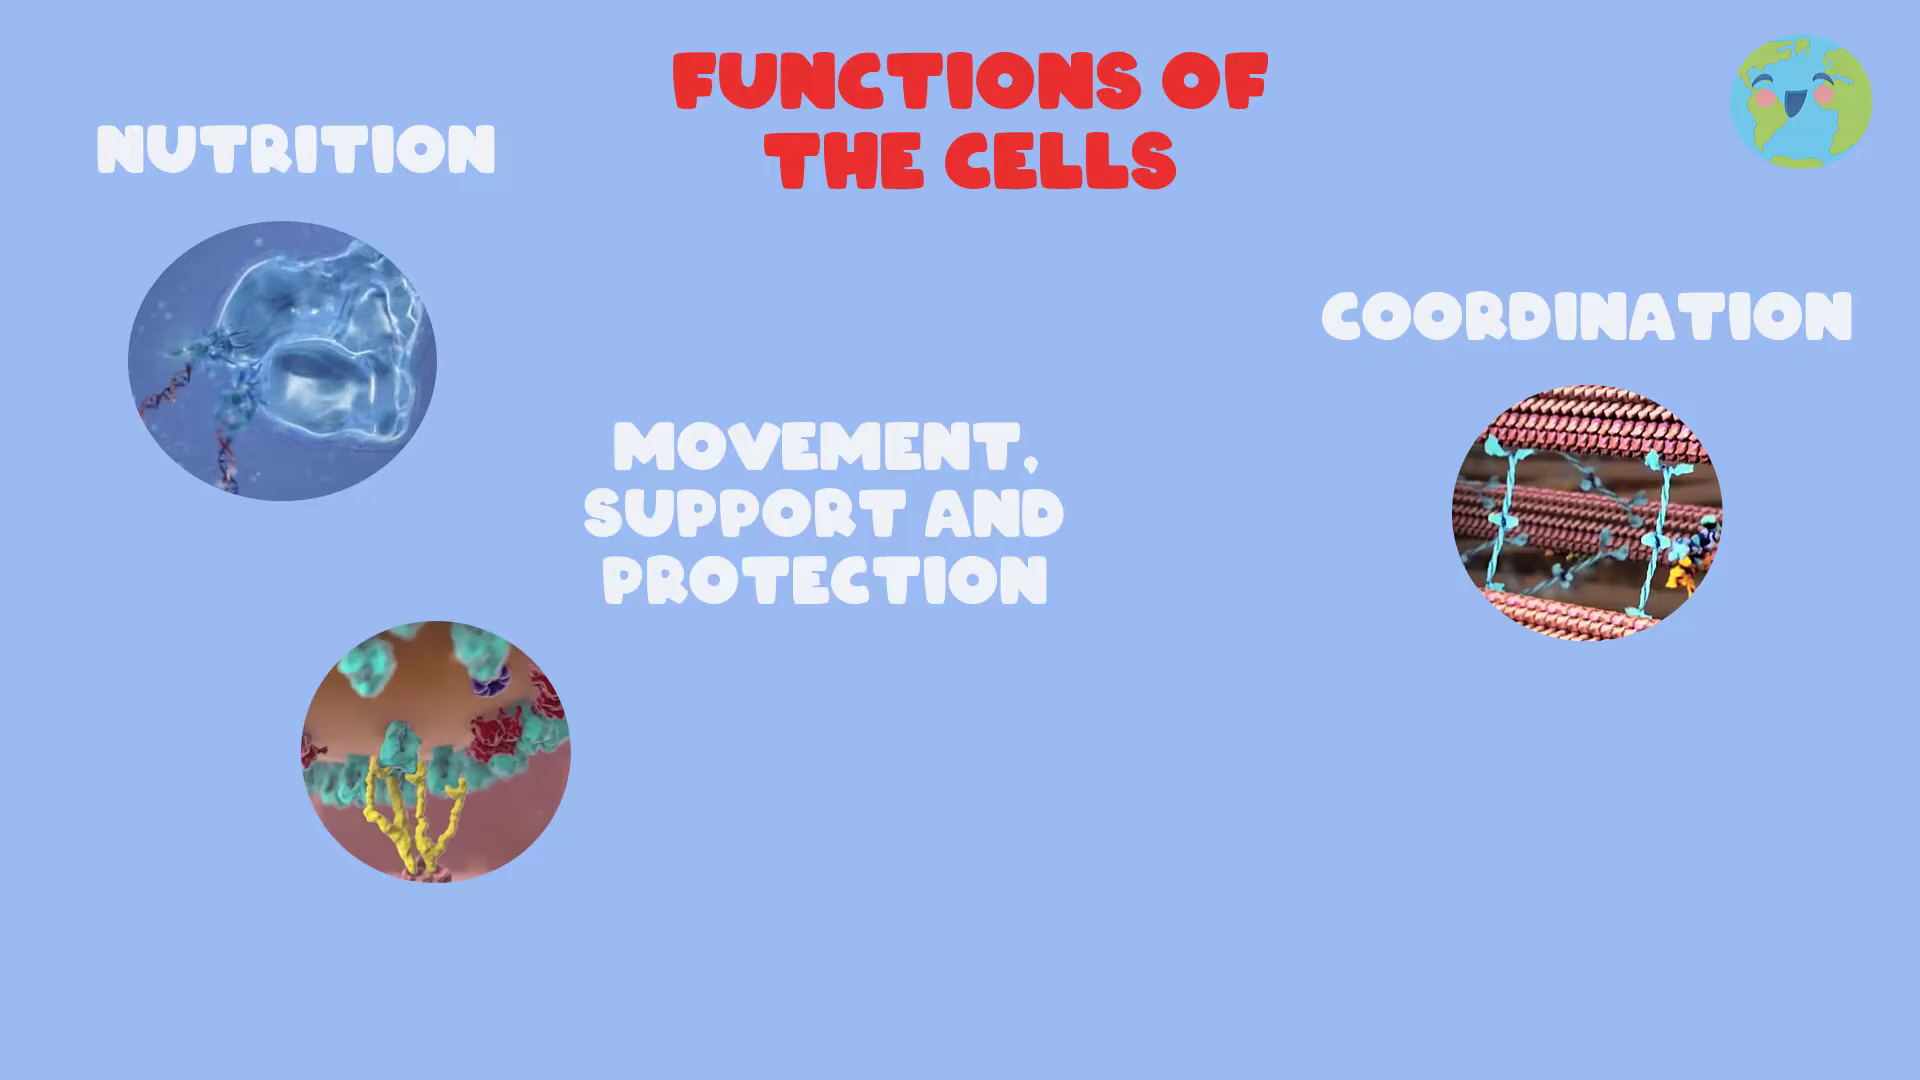 FUNCTIONS OF
THE CELLS
NUTRITION
COORDINATION
MOVEMENT,
SUPPORT AND
PROTECTION